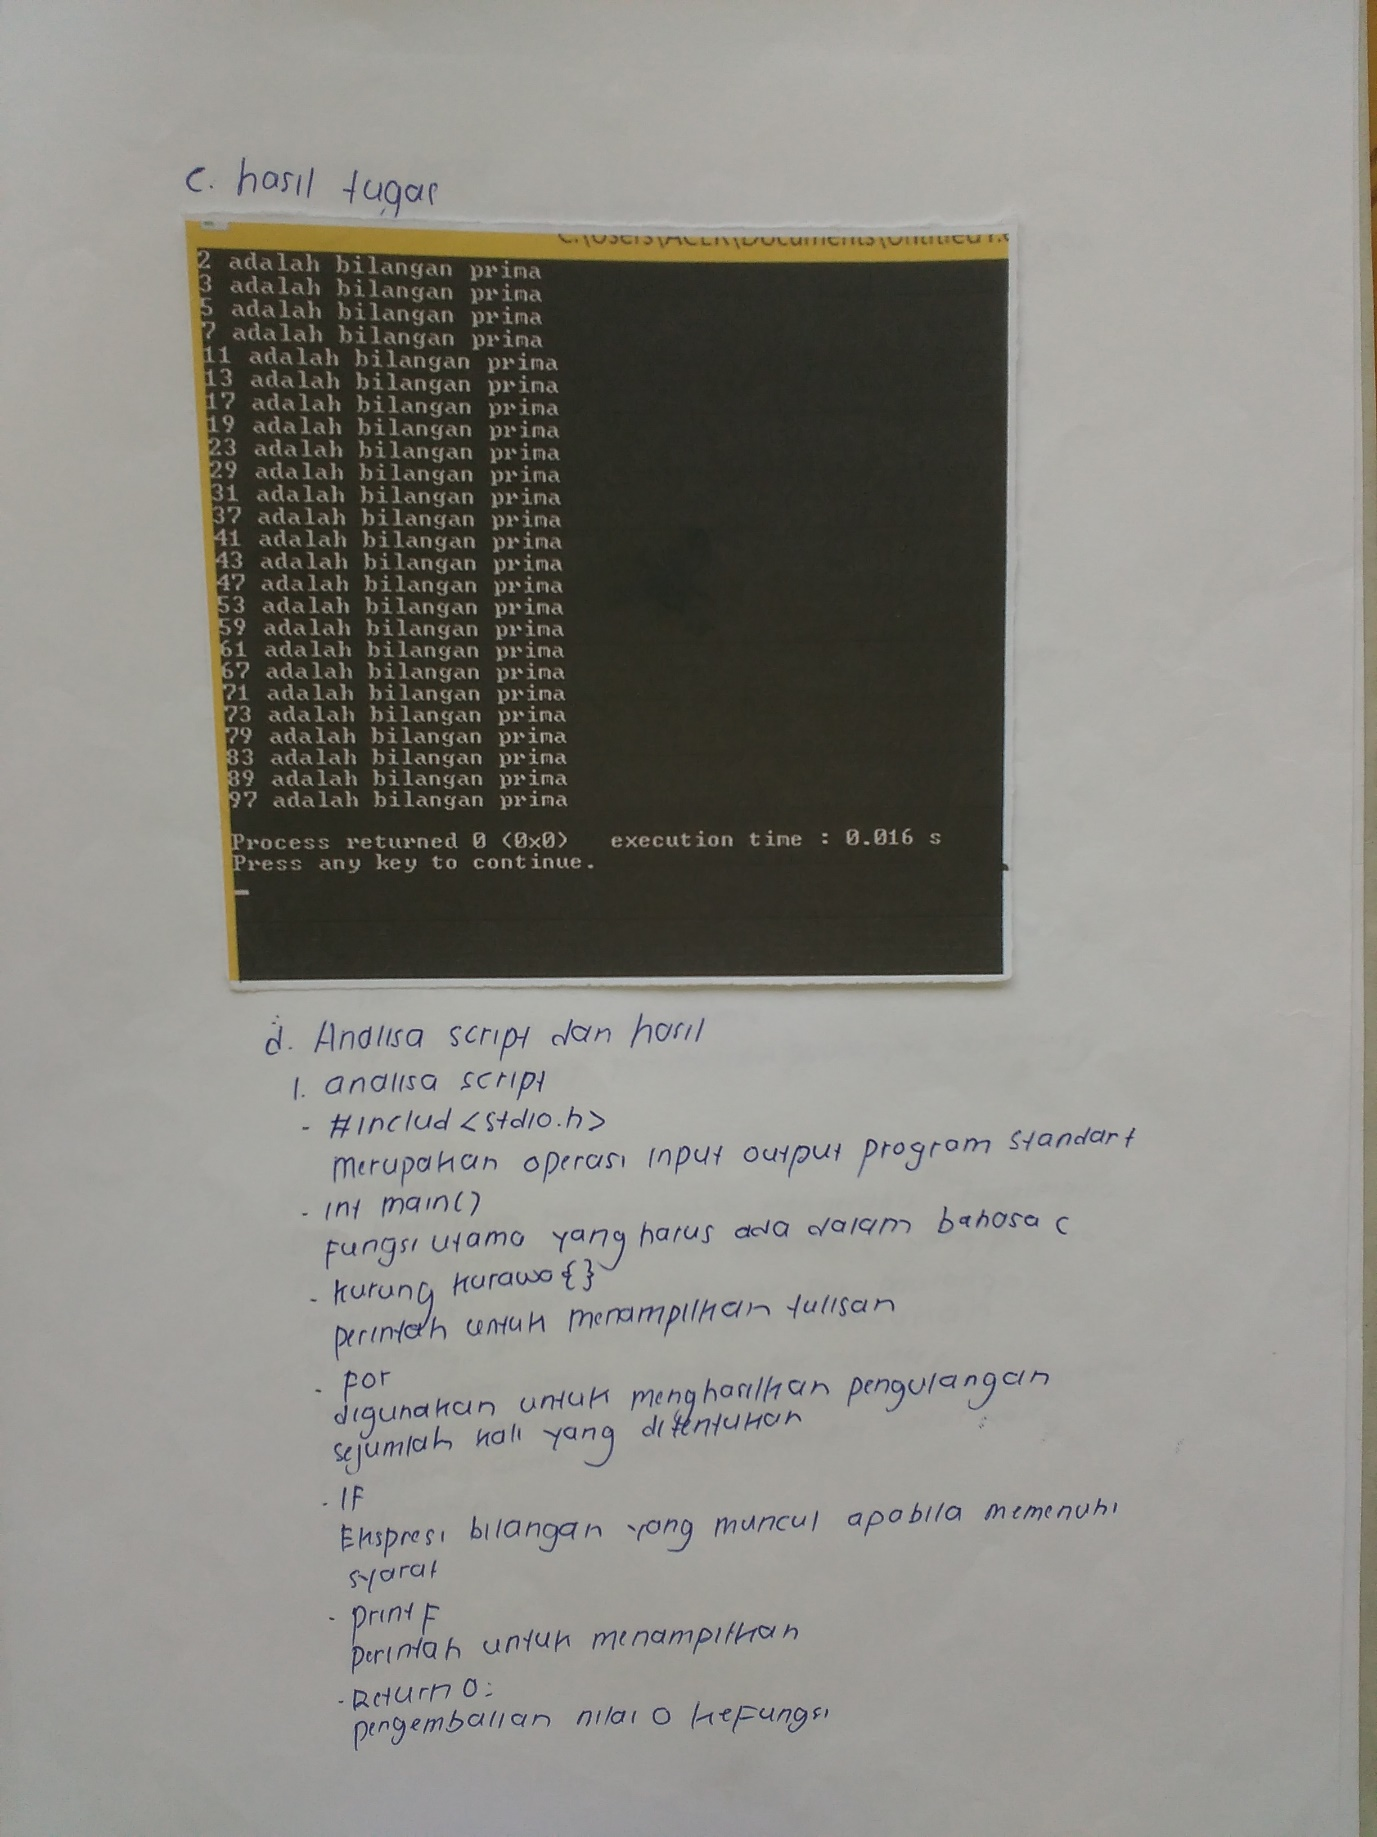 c. hasil tugas
C:\Users\ACER\Documents\Untitled1.
2 adalah bilangan prima
3 adalah bilangan prima
5 adalah bilangan prima
7 adalah bilangan prima
11 adalah bilangan prima
13 adalah bilangan prima
17 adalah bilangan prima
19 adalah bilangan prima
23 adalah bilangan prima
29 adalah bilangan prima
31 adalah bilangan prima
37 adalah bilangan prima
41 adalah bilangan prima
43 adalah bilangan prima
47 adalah bilangan prima
53 adalah bilangan prima
59 adalah bilangan prima
61 adalah bilangan prima
67 adalah bilangan prima
71 adalah bilangan prima
73 adalah bilangan prima
79 adalah bilangan prima
83 adalah bilangan prima
89 adalah bilangan prima
97 adalah bilangan prima
Process returned 0 (0x0)   execution time : 0.016 s
Press any key to continue.
d. Analisa script dan hasil
1. analisa script
- #includ <stdio.h>
merupakan operasi input output program standart
- int main()
Fungsi utama yang harus ada dalam bahasa c
- kurung kurawa {}
perintah untuk menampilkan tulisan
- For
digunakan untuk menghasilkan pengulangan
sejumlah kali yang ditentukan
- IF
Ekspresi bilangan yang muncul apabila memenuhi
syarat
- printF
perintah untuk menampilkan
- Return 0;
pengembalian nilai 0 keFungsi